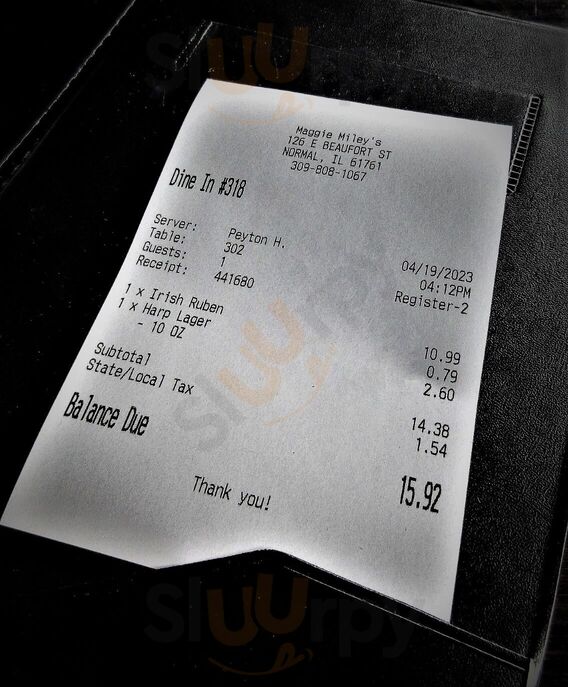 Maggie Miley's
126 E BEAUFORT ST
NORMAL, IL 61761
309-808-1067
Dine In #318
Server: Peyton H. 04/19/2023
Table: 302 04:12PM
Guests: 1 Register-2
Receipt: 441680
1 x Irish Ruben 10.99
1 x Harp Lager 0.79
- 10 OZ 2.60
Subtotal 14.38
State/Local Tax 1.54
Balance Due 15.92
Thank you!
Sluurpy
Sluurpy
Sluurpy